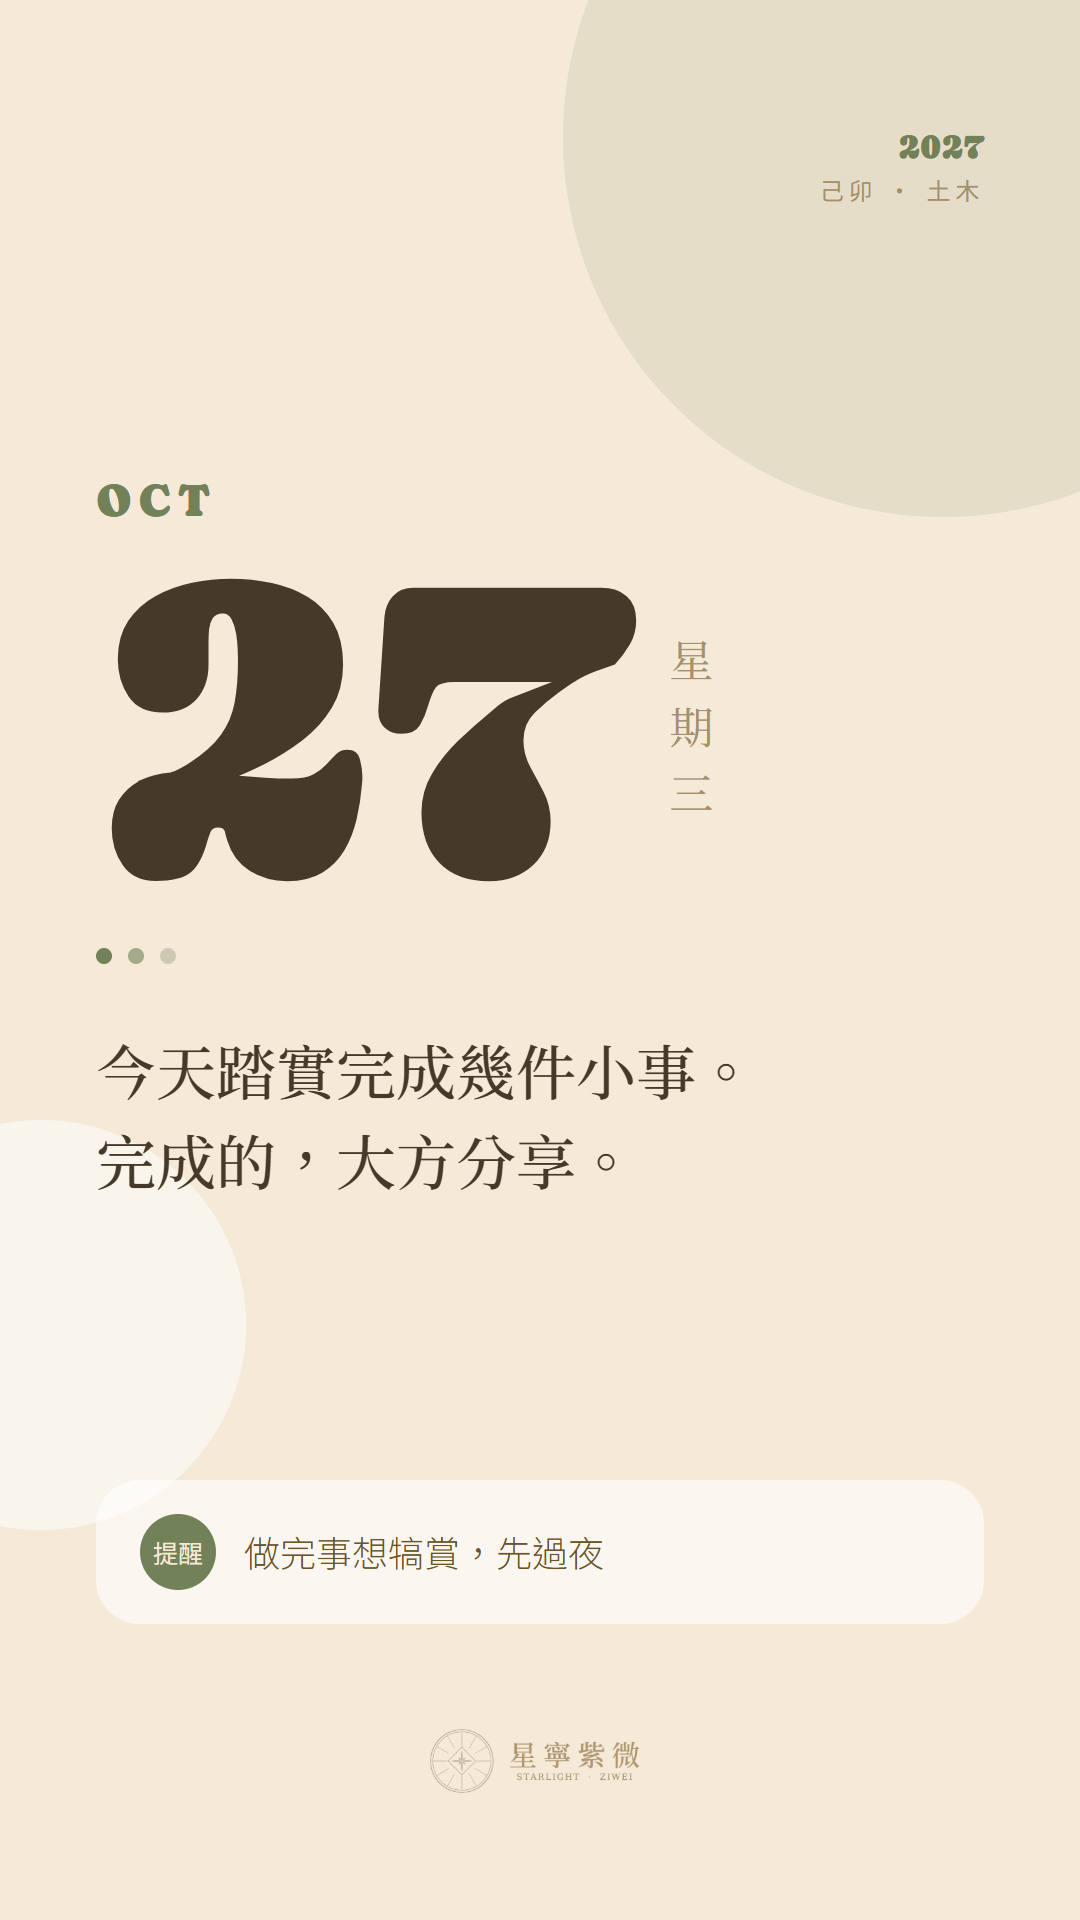 2027
己卯 · 土木
OCT
27
星期三
今天踏實完成幾件小事。
完成的，大方分享。
提醒
做完事想犒賞，先過夜
星寧紫微
STARLIGHT · ZIWEI